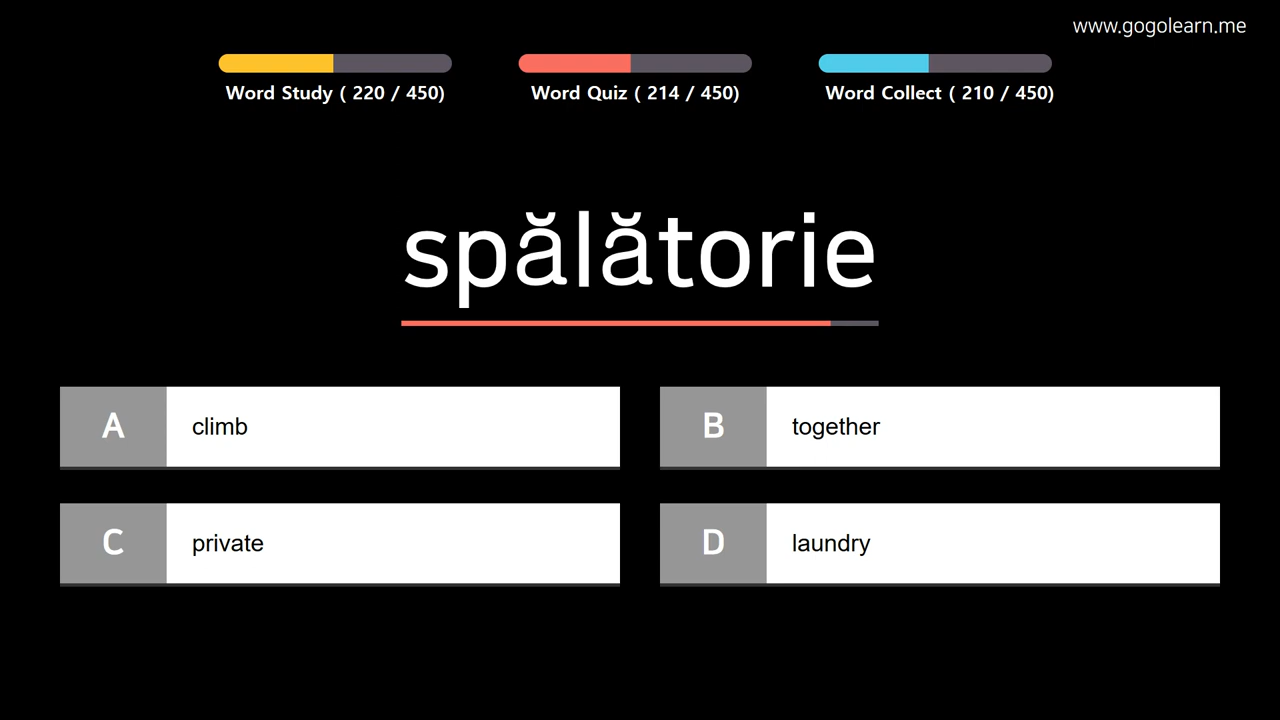 www.gogolearn.me
Word Study ( 220 / 450)
Word Quiz ( 214 / 450)
Word Collect ( 210 / 450)
spălătorie
A climb
B together
C private
D laundry